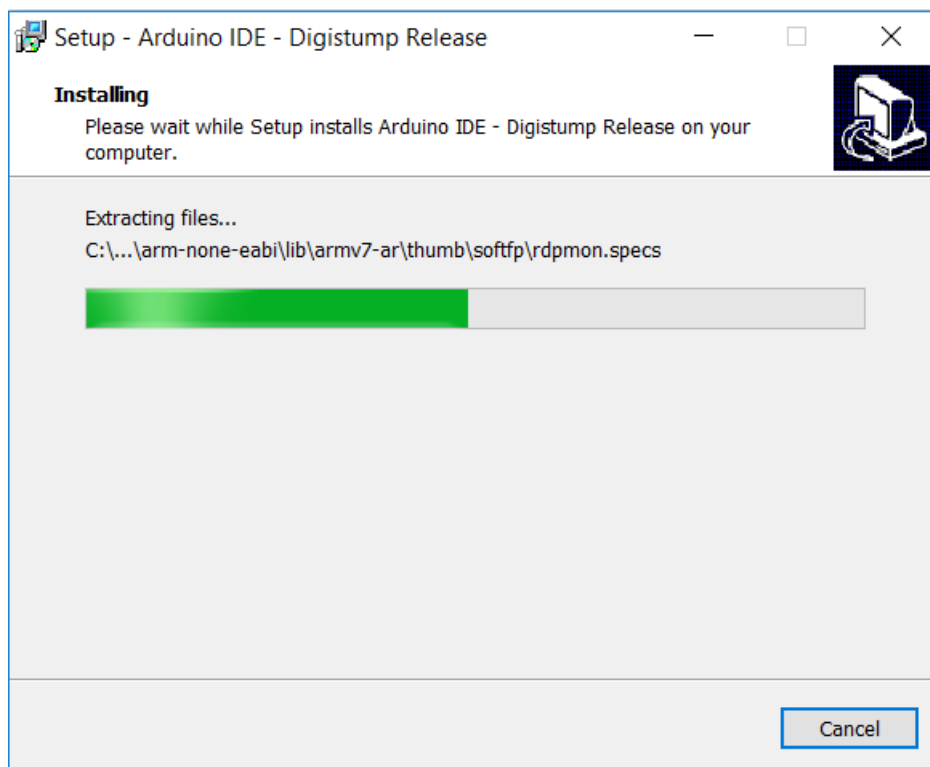 Setup - Arduino IDE - Digistump Release
Installing
Please wait while Setup installs Arduino IDE - Digistump Release on your
computer.
Extracting files...
C:\...\arm-none-eabi\lib\armv7-ar\thumb\softfp\rdpmon.specs
Cancel